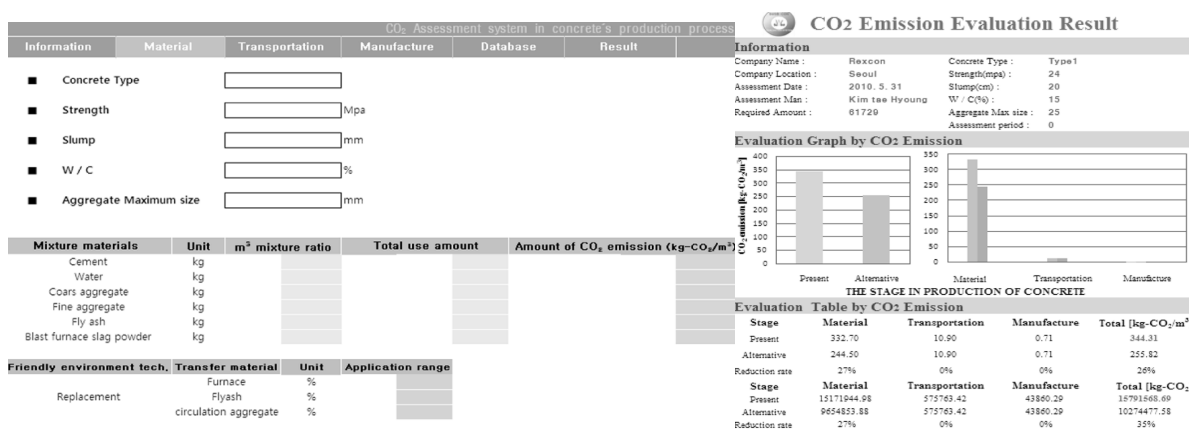 CO₂ Assessment system in concrete's production process
Information Material Transportation Manufacture Database Result
Concrete Type
Strength Mpa
Slump mm
W / C %
Aggregate Maximum size mm
Mixture materials Unit m³ mixture ratio Total use amount Amount of CO₂ emission (kg-CO₂/m³)
Cement kg
Water kg
Coars aggregate kg
Fine aggregate kg
Fly ash kg
Blast furnace slag powder kg
Friendly environment tech. Transfer material Unit Application range
Furnace %
Replacement Flyash %
circulation aggregate %
CO2 Emission Evaluation Result
Information
Company Name : Rexcon Concrete Type : Type1
Company Location : Seoul Strength(mpa) : 24
Assessment Date : 2010. 5. 31 Slump(cm) : 20
Assessment Man : Kim tae Hyoung W / C(%) : 15
Required Amount : 61729 Aggregate Max size : 25
Assessment period : 0
Evaluation Graph by CO2 Emission
CO₂ emission [kg-CO₂/m³]
400
350
300
250
200
150
100
50
0
Present Alternative
350
300
250
200
150
100
50
0
Material Transportation Manufacture
THE STAGE IN PRODUCTION OF CONCRETE
Evaluation Table by CO2 Emission
Stage Material Transportation Manufacture Total [kg-CO₂/m³
Present 332.70 10.90 0.71 344.31
Alternative 244.50 10.90 0.71 255.82
Reduction rate 27% 0% 0% 26%
Stage Material Transportation Manufacture Total [kg-CO₂
Present 15171944.98 575763.42 43860.29 15791568.69
Alternative 9654853.88 575763.42 43860.29 10274477.58
Reduction rate 27% 0% 0% 35%